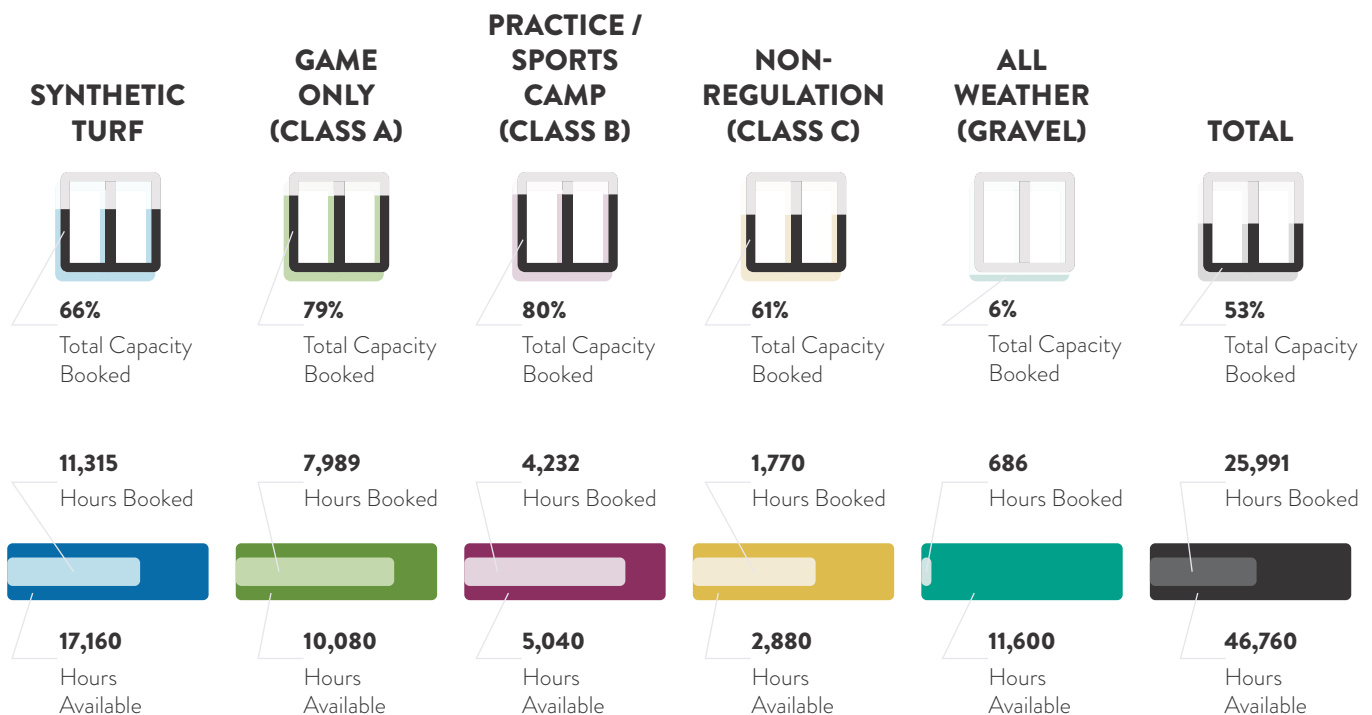 SYNTHETIC
TURF
GAME
ONLY
(CLASS A)
PRACTICE /
SPORTS
CAMP
(CLASS B)
NON-
REGULATION
(CLASS C)
ALL
WEATHER
(GRAVEL)
TOTAL
66%
Total Capacity
Booked
79%
Total Capacity
Booked
80%
Total Capacity
Booked
61%
Total Capacity
Booked
6%
Total Capacity
Booked
53%
Total Capacity
Booked
11,315
Hours Booked
7,989
Hours Booked
4,232
Hours Booked
1,770
Hours Booked
686
Hours Booked
25,991
Hours Booked
17,160
Hours
Available
10,080
Hours
Available
5,040
Hours
Available
2,880
Hours
Available
11,600
Hours
Available
46,760
Hours
Available